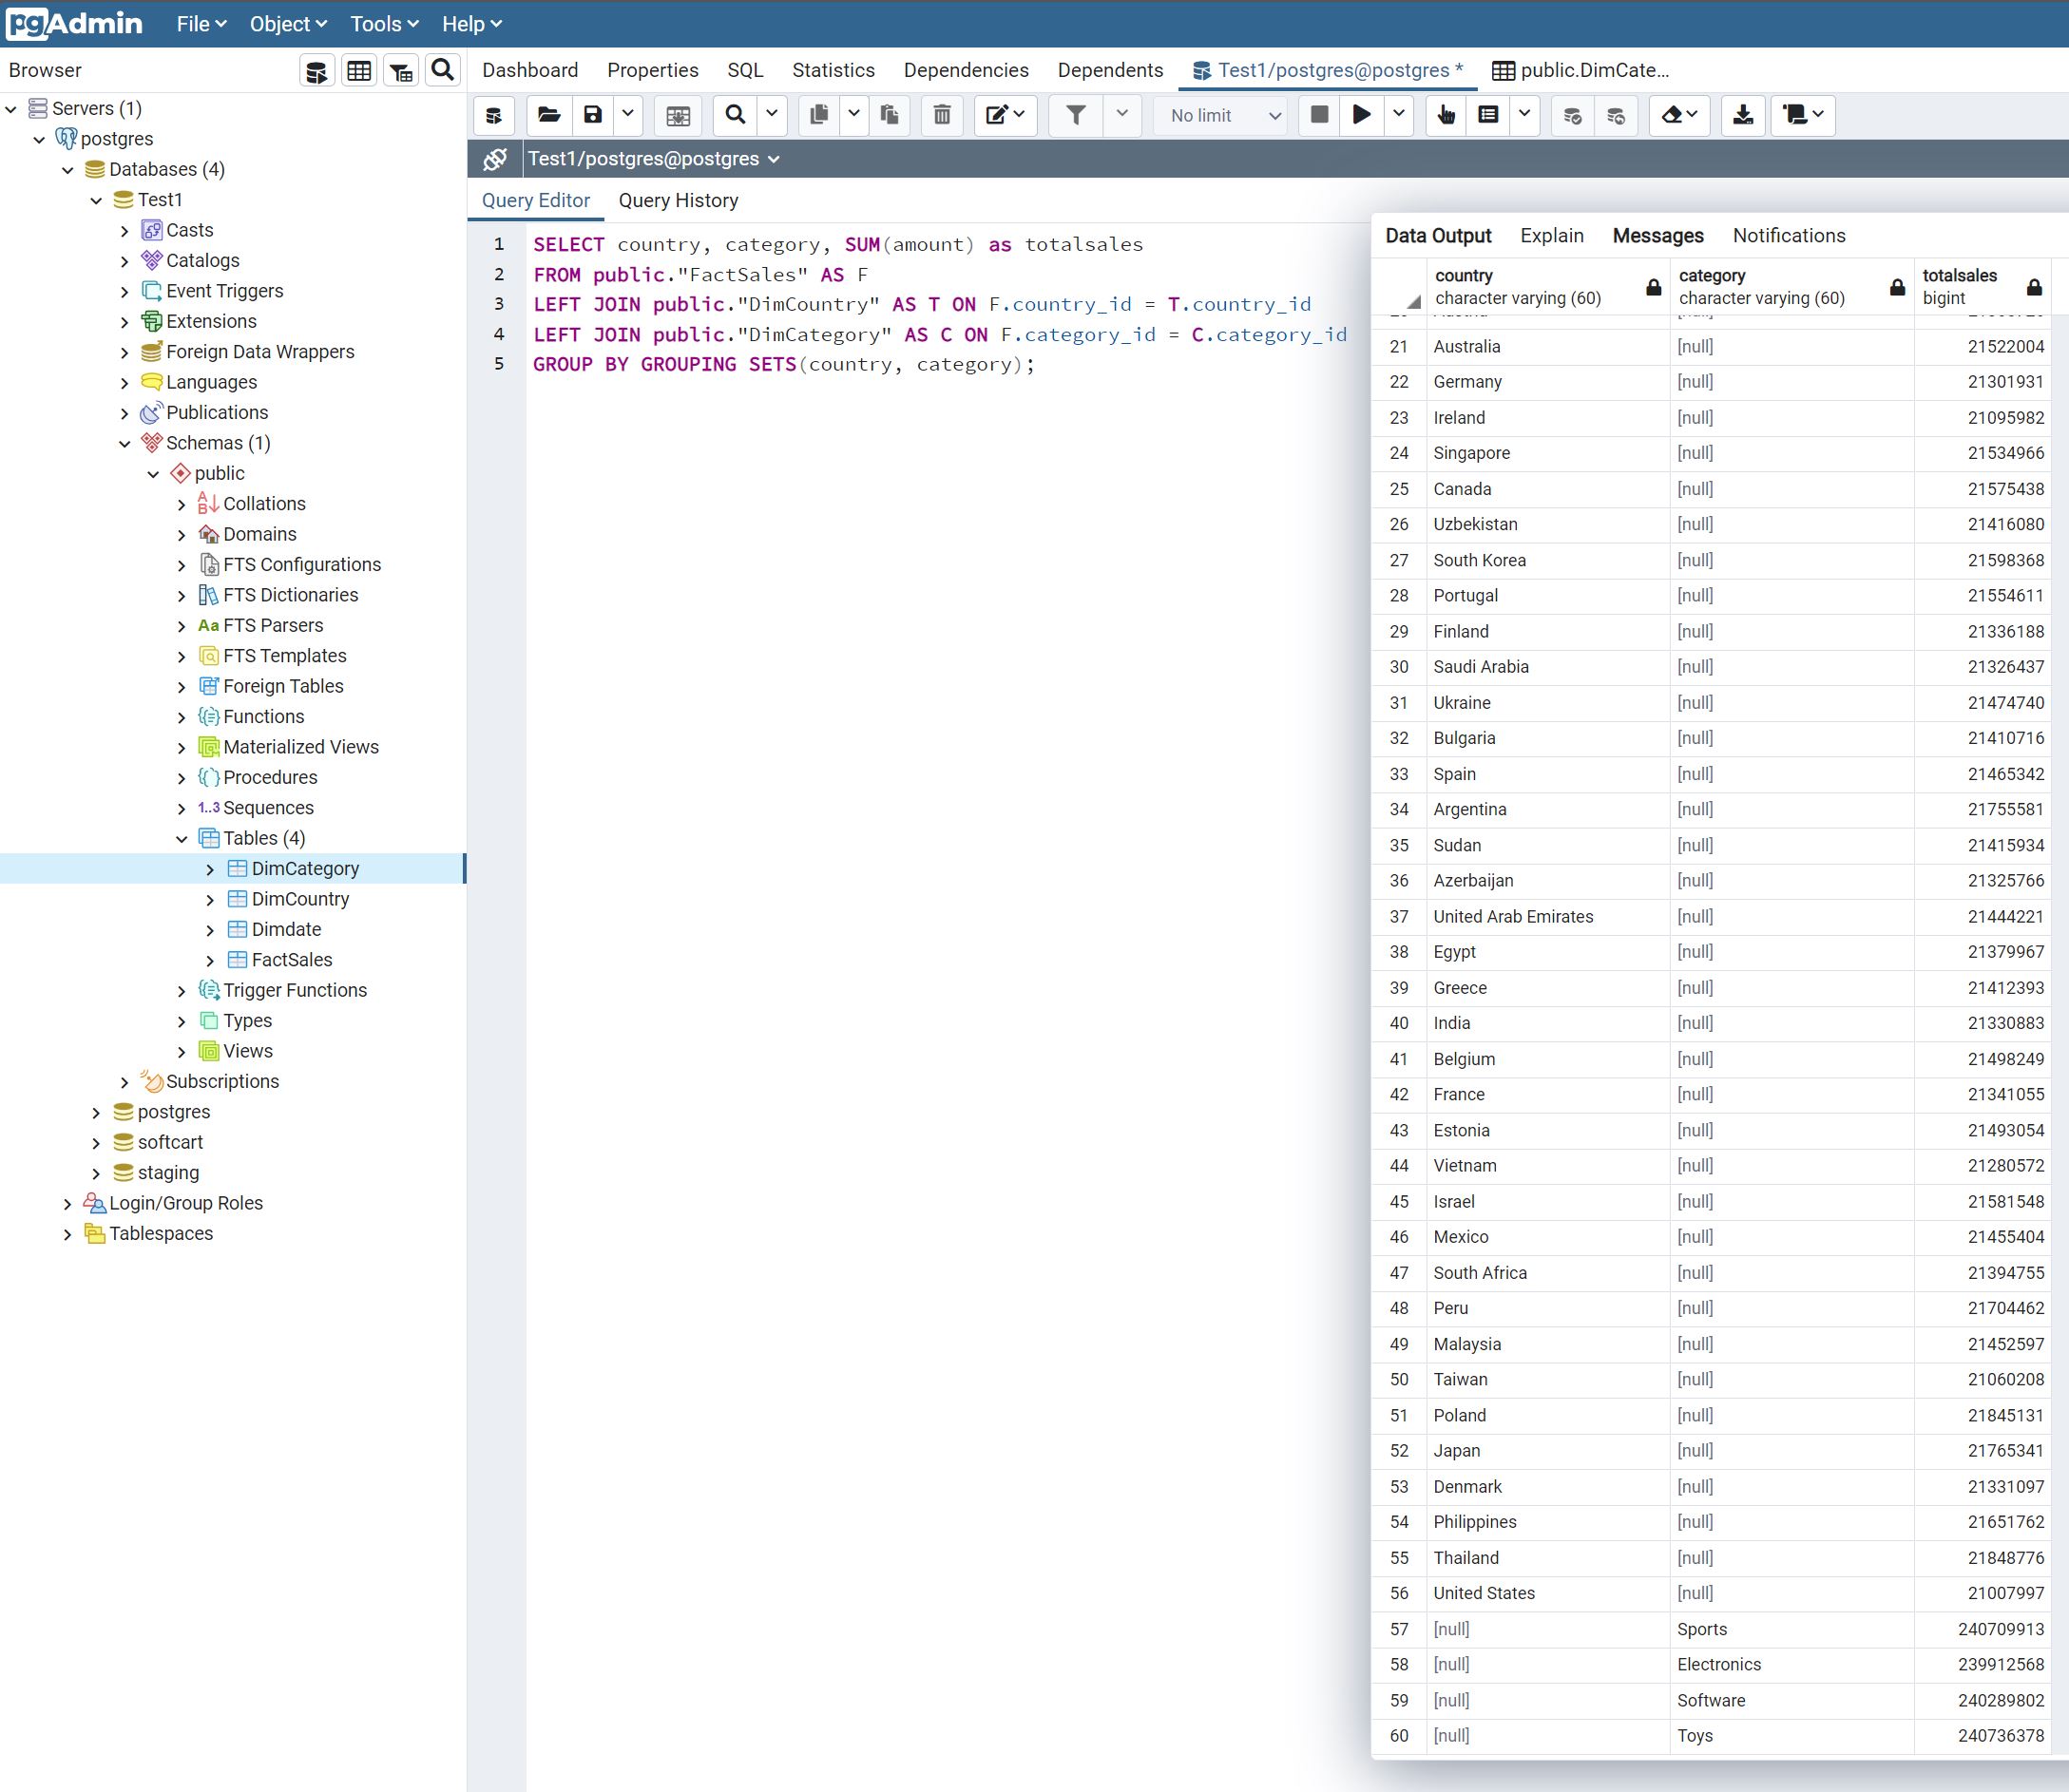 pgAdmin File Object Tools Help
Browser
Dashboard Properties SQL Statistics Dependencies Dependents Test1/postgres@postgres * public.DimCate...
No limit
Test1/postgres@postgres
Query Editor Query History
Servers (1)
postgres
Databases (4)
Test1
Casts
Catalogs
Event Triggers
Extensions
Foreign Data Wrappers
Languages
Publications
Schemas (1)
public
Collations
Domains
FTS Configurations
FTS Dictionaries
Aa FTS Parsers
FTS Templates
Foreign Tables
Functions
Materialized Views
Procedures
1..3 Sequences
Tables (4)
DimCategory
DimCountry
Dimdate
FactSales
Trigger Functions
Types
Views
Subscriptions
postgres
softcart
staging
Login/Group Roles
Tablespaces
1 SELECT country, category, SUM(amount) as totalsales
2 FROM public."FactSales" AS F
3 LEFT JOIN public."DimCountry" AS T ON F.country_id = T.country_id
4 LEFT JOIN public."DimCategory" AS C ON F.category_id = C.category_id
5 GROUP BY GROUPING SETS(country, category);
Data Output Explain Messages Notifications
country category totalsales
character varying (60) character varying (60) bigint
21 Australia [null] 21522004
22 Germany [null] 21301931
23 Ireland [null] 21095982
24 Singapore [null] 21534966
25 Canada [null] 21575438
26 Uzbekistan [null] 21416080
27 South Korea [null] 21598368
28 Portugal [null] 21554611
29 Finland [null] 21336188
30 Saudi Arabia [null] 21326437
31 Ukraine [null] 21474740
32 Bulgaria [null] 21410716
33 Spain [null] 21465342
34 Argentina [null] 21755581
35 Sudan [null] 21415934
36 Azerbaijan [null] 21325766
37 United Arab Emirates [null] 21444221
38 Egypt [null] 21379967
39 Greece [null] 21412393
40 India [null] 21330883
41 Belgium [null] 21498249
42 France [null] 21341055
43 Estonia [null] 21493054
44 Vietnam [null] 21280572
45 Israel [null] 21581548
46 Mexico [null] 21455404
47 South Africa [null] 21394755
48 Peru [null] 21704462
49 Malaysia [null] 21452597
50 Taiwan [null] 21060208
51 Poland [null] 21845131
52 Japan [null] 21765341
53 Denmark [null] 21331097
54 Philippines [null] 21651762
55 Thailand [null] 21848776
56 United States [null] 21007997
57 [null] Sports 240709913
58 [null] Electronics 239912568
59 [null] Software 240289802
60 [null] Toys 240736378